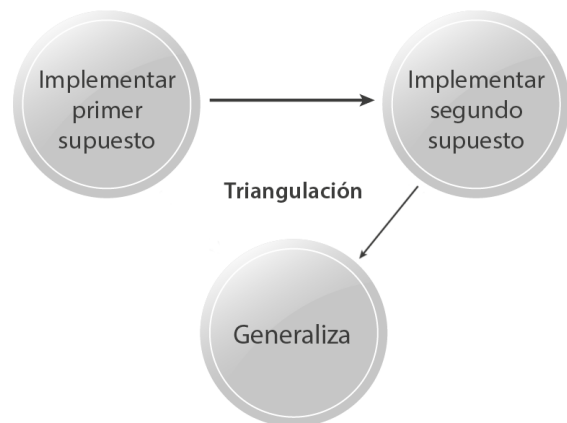 Implementar
primer
supuesto
Implementar
segundo
supuesto
Triangulación
Generaliza